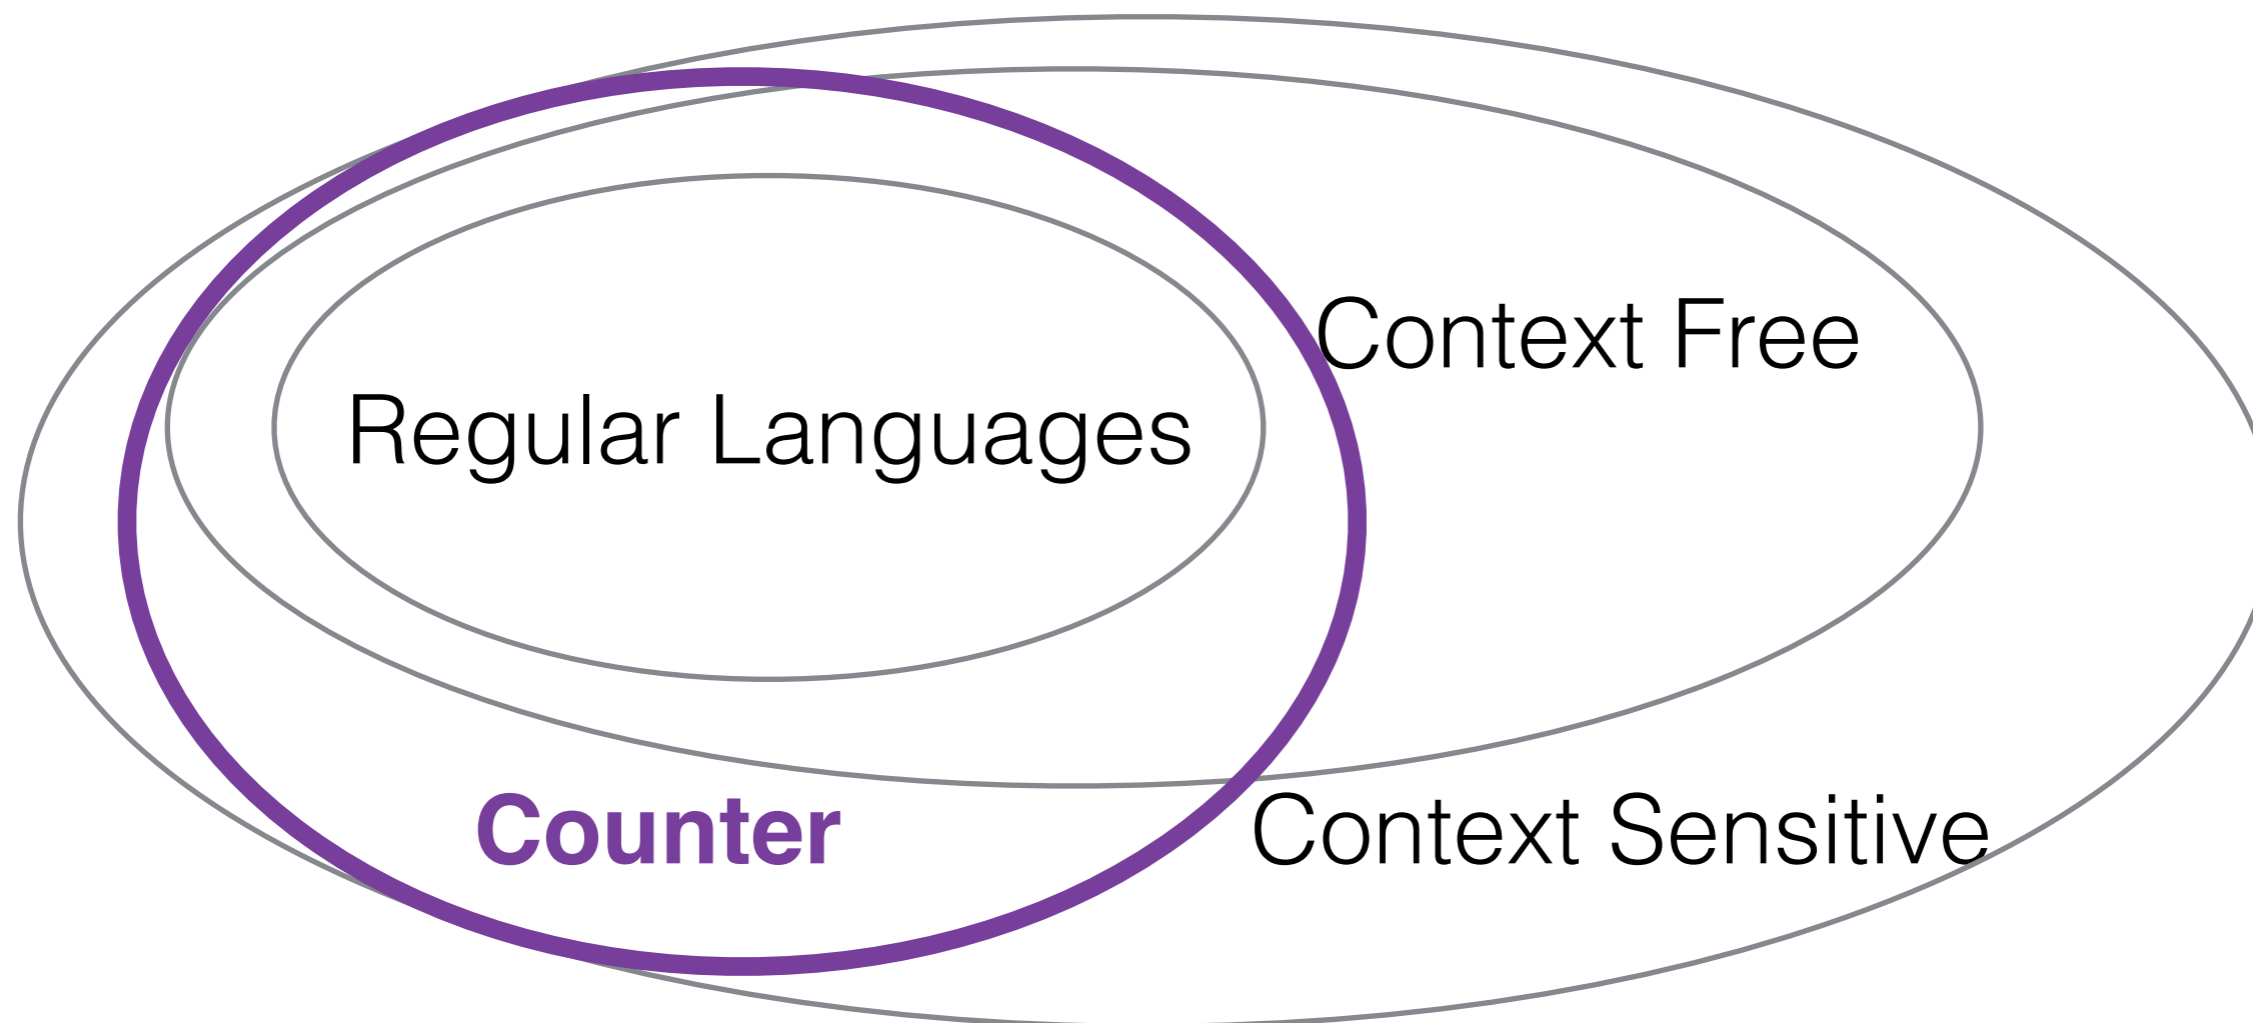 Context Free
Regular Languages
Counter
Context Sensitive